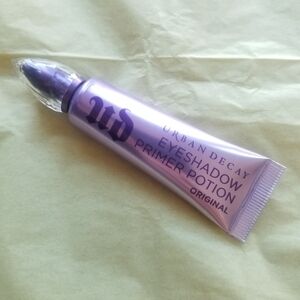 UD
URBAN DECAY
EYESHADOW
PRIMER POTION
ORIGINAL